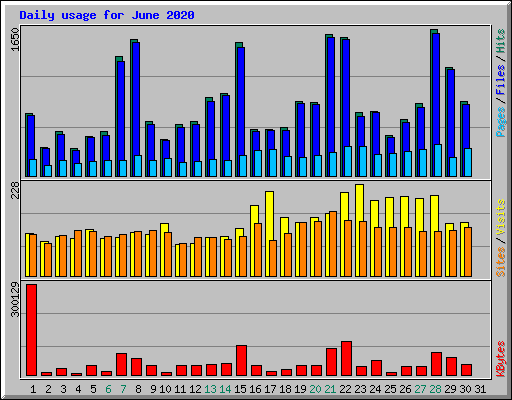 Daily usage for June 2020
1650
Pages / Files / Hits
228
Sites / Visits
300129
KBytes
1 2 3 4 5 6 7 8 9 10 11 12 13 14 15 16 17 18 19 20 21 22 23 24 25 26 27 28 29 30 31